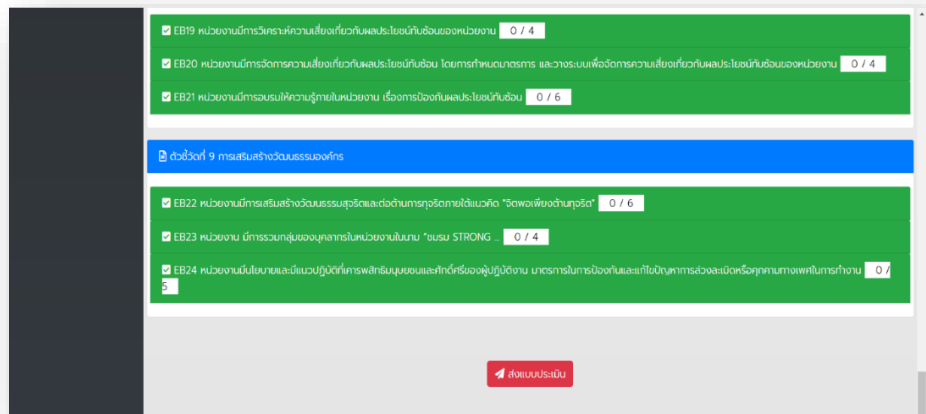 EB19 หน่วยงานมีการวิเคราะห์ความเสี่ยงเกี่ยวกับผลประโยชน์ทับซ้อนของหน่วยงาน 0 / 4
EB20 หน่วยงานมีการจัดการความเสี่ยงเกี่ยวกับผลประโยชน์ทับซ้อน โดยการกำหนดมาตรการ และวางระบบเพื่อจัดการความเสี่ยงเกี่ยวกับผลประโยชน์ทับซ้อนของหน่วยงาน 0 / 4
EB21 หน่วยงานมีการอบรมให้ความรู้ภายในหน่วยงาน เรื่องการป้องกันผลประโยชน์ทับซ้อน 0 / 6
ตัวชี้วัดที่ 9 การเสริมสร้างวัฒนธรรมองค์กร
EB22 หน่วยงานมีการเสริมสร้างวัฒนธรรมสุจริตและต่อต้านการทุจริตภายใต้แนวคิด "จิตพอเพียงต้านทุจริต" 0 / 6
EB23 หน่วยงาน มีการรวมกลุ่มของบุคลากรในหน่วยงานในนาม "ชมรม STRONG .. 0 / 4
EB24 หน่วยงานมีนโยบายและมีแนวปฏิบัติที่เคารพสิทธิมนุษยชนและศักดิ์ศรีของผู้ปฏิบัติงาน มาตรการในการป้องกันและแก้ไขปัญหาการล่วงละเมิดหรือคุกคามทางเพศในการทำงาน 0 /
5
ส่งแบบประเมิน